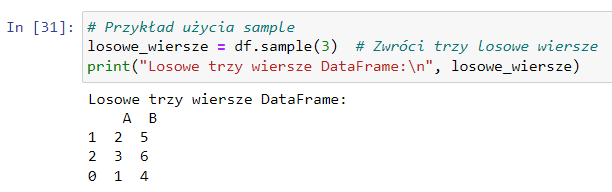 In [31]: # Przykład użycia sample
losowe_wiersze = df.sample(3)  # Zwróci trzy losowe wiersze
print("Losowe trzy wiersze DataFrame:\n", losowe_wiersze)
Losowe trzy wiersze DataFrame:
    A  B
1  2  5
2  3  6
0  1  4